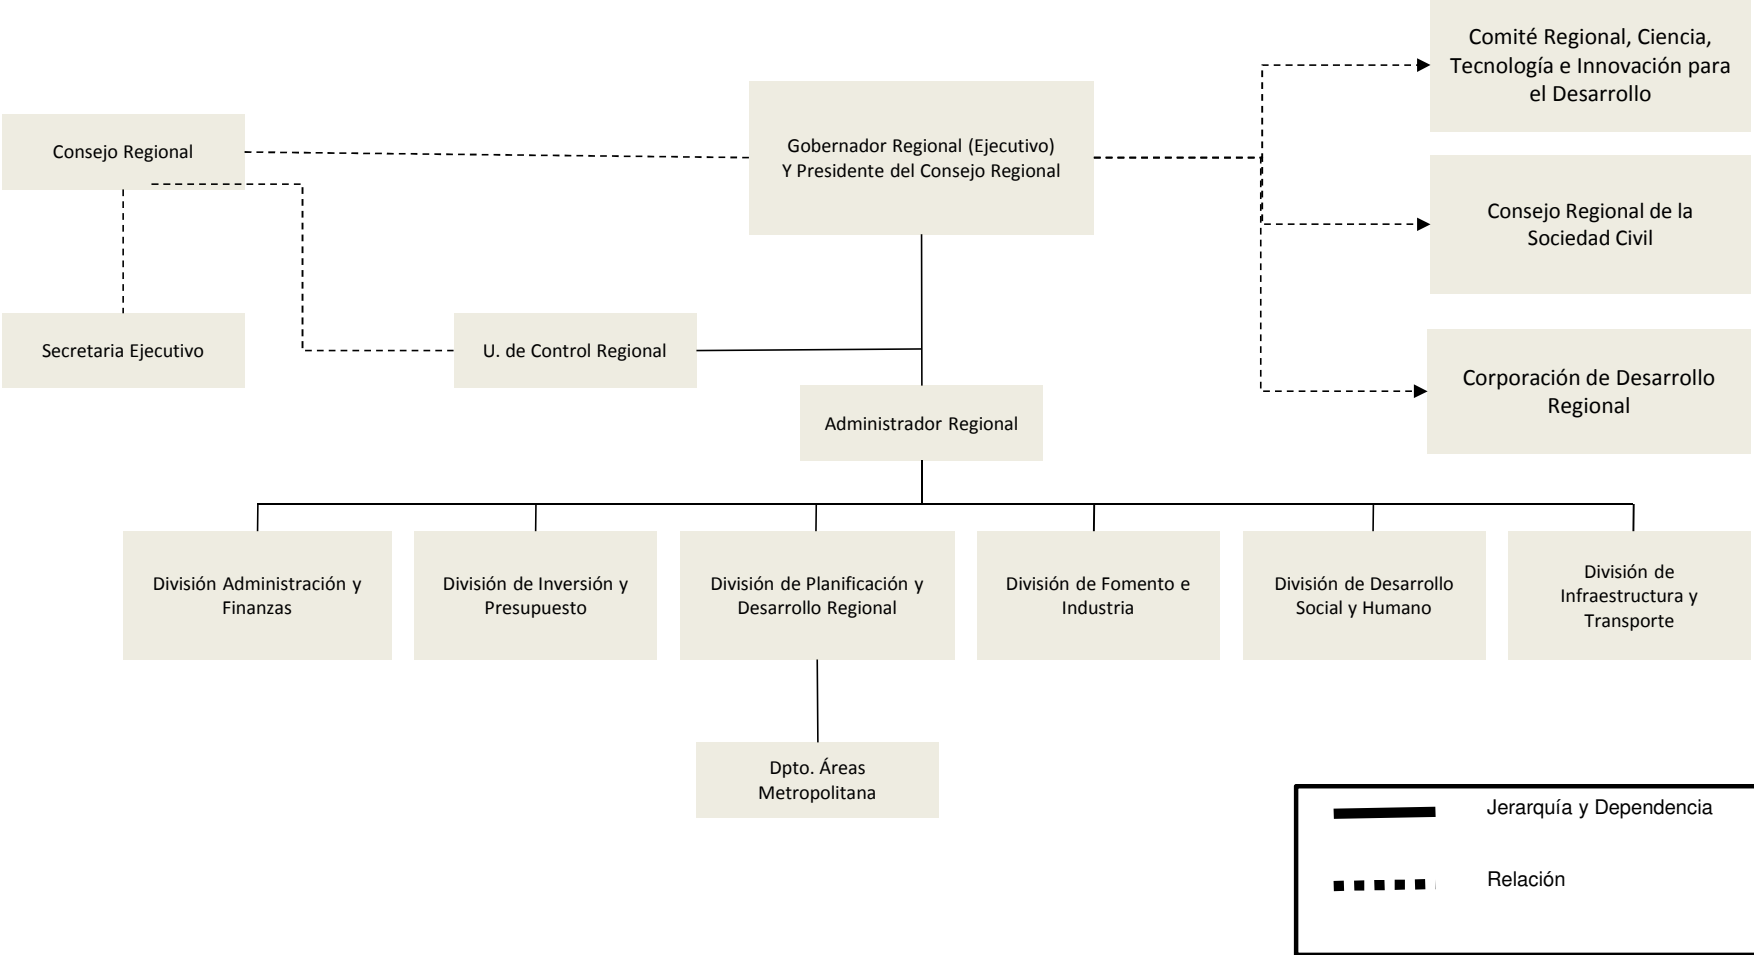 Comité Regional, Ciencia,
Tecnología e Innovación para
el Desarrollo
Consejo Regional
Gobernador Regional (Ejecutivo)
Y Presidente del Consejo Regional
Consejo Regional de la
Sociedad Civil
Secretaria Ejecutivo
U. de Control Regional
Corporación de Desarrollo
Regional
Administrador Regional
División Administración y
Finanzas
División de Inversión y
Presupuesto
División de Planificación y
Desarrollo Regional
División de Fomento e
Industria
División de Desarrollo
Social y Humano
División de
Infraestructura y
Transporte
Dpto. Áreas
Metropolitana
Jerarquía y Dependencia
Relación